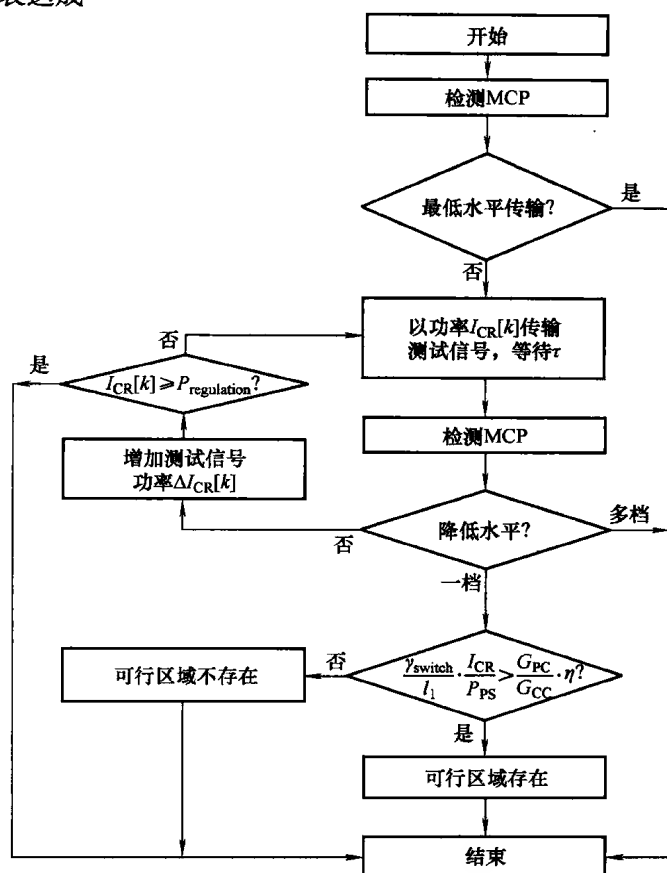 表达成
开始
检测MCP
最低水平传输?
是
否
以功率I_CR[k]传输
测试信号，等待τ
否
是
I_CR[k]≥P_regulation?
检测MCP
增加测试信号
功率ΔI_CR[k]
降低水平?
多档
否
一档
γ_switch/l_1·I_CR/P_PS>G_PC/G_CC·η?
否
可行区域不存在
是
可行区域存在
结束